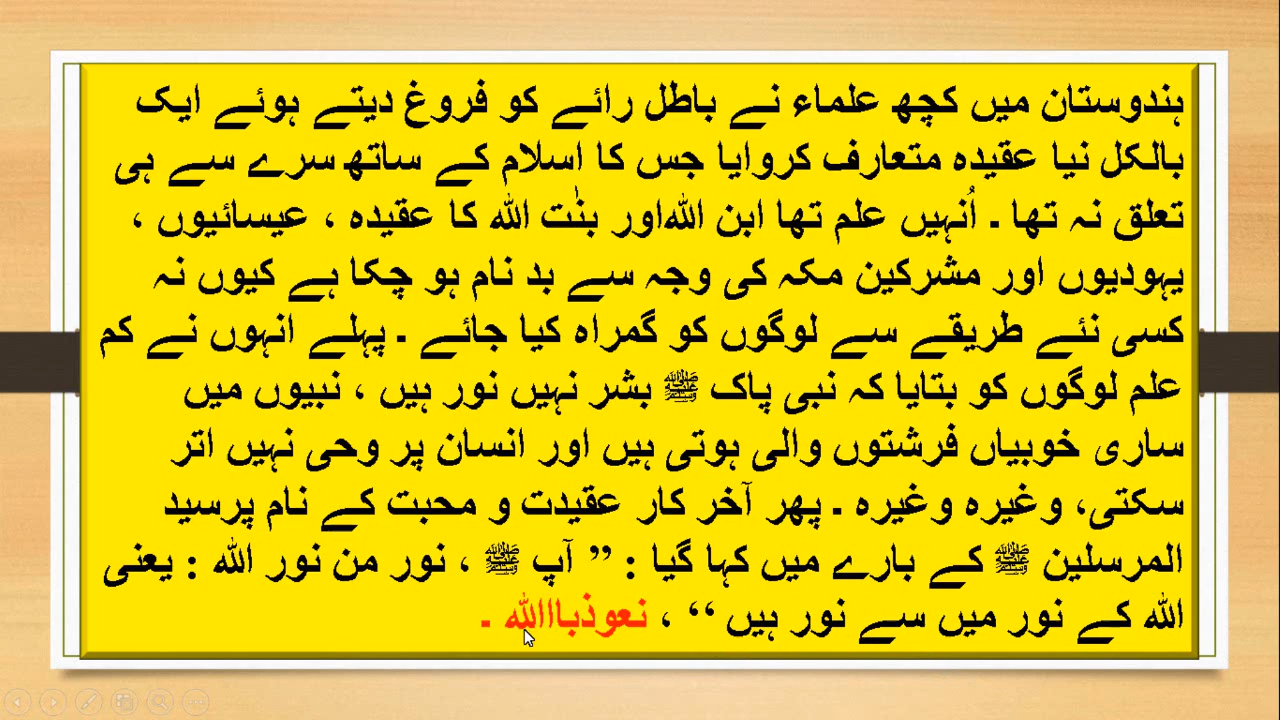 ہندوستان میں کچھ علماء نے باطل رائے کو فروغ دیتے ہوئے ایک
بالکل نیا عقیدہ متعارف کروایا جس کا اسلام کے ساتھ سرے سے ہی
تعلق نہ تھا ۔ اُنہیں علم تھا ابن اللہاور بنٰت اللہ کا عقیدہ ، عیسائیوں ،
یہودیوں اور مشرکین مکہ کی وجہ سے بد نام ہو چکا ہے کیوں نہ
کسی نئے طریقے سے لوگوں کو گمراہ کیا جائے ۔ پہلے انہوں نے کم
علم لوگوں کو بتایا کہ نبی پاک ﷺ بشر نہیں نور ہیں ، نبیوں میں
ساری خوبیاں فرشتوں والی ہوتی ہیں اور انسان پر وحی نہیں اتر
سکتی، وغیرہ وغیرہ ۔ پھر آخر کار عقیدت و محبت کے نام پرسید
المرسلین ﷺ کے بارے میں کہا گیا : ” آپ ﷺ ، نور من نور اللہ : یعنی
اللہ کے نور میں سے نور ہیں “ ، نعوذبااللہ ۔